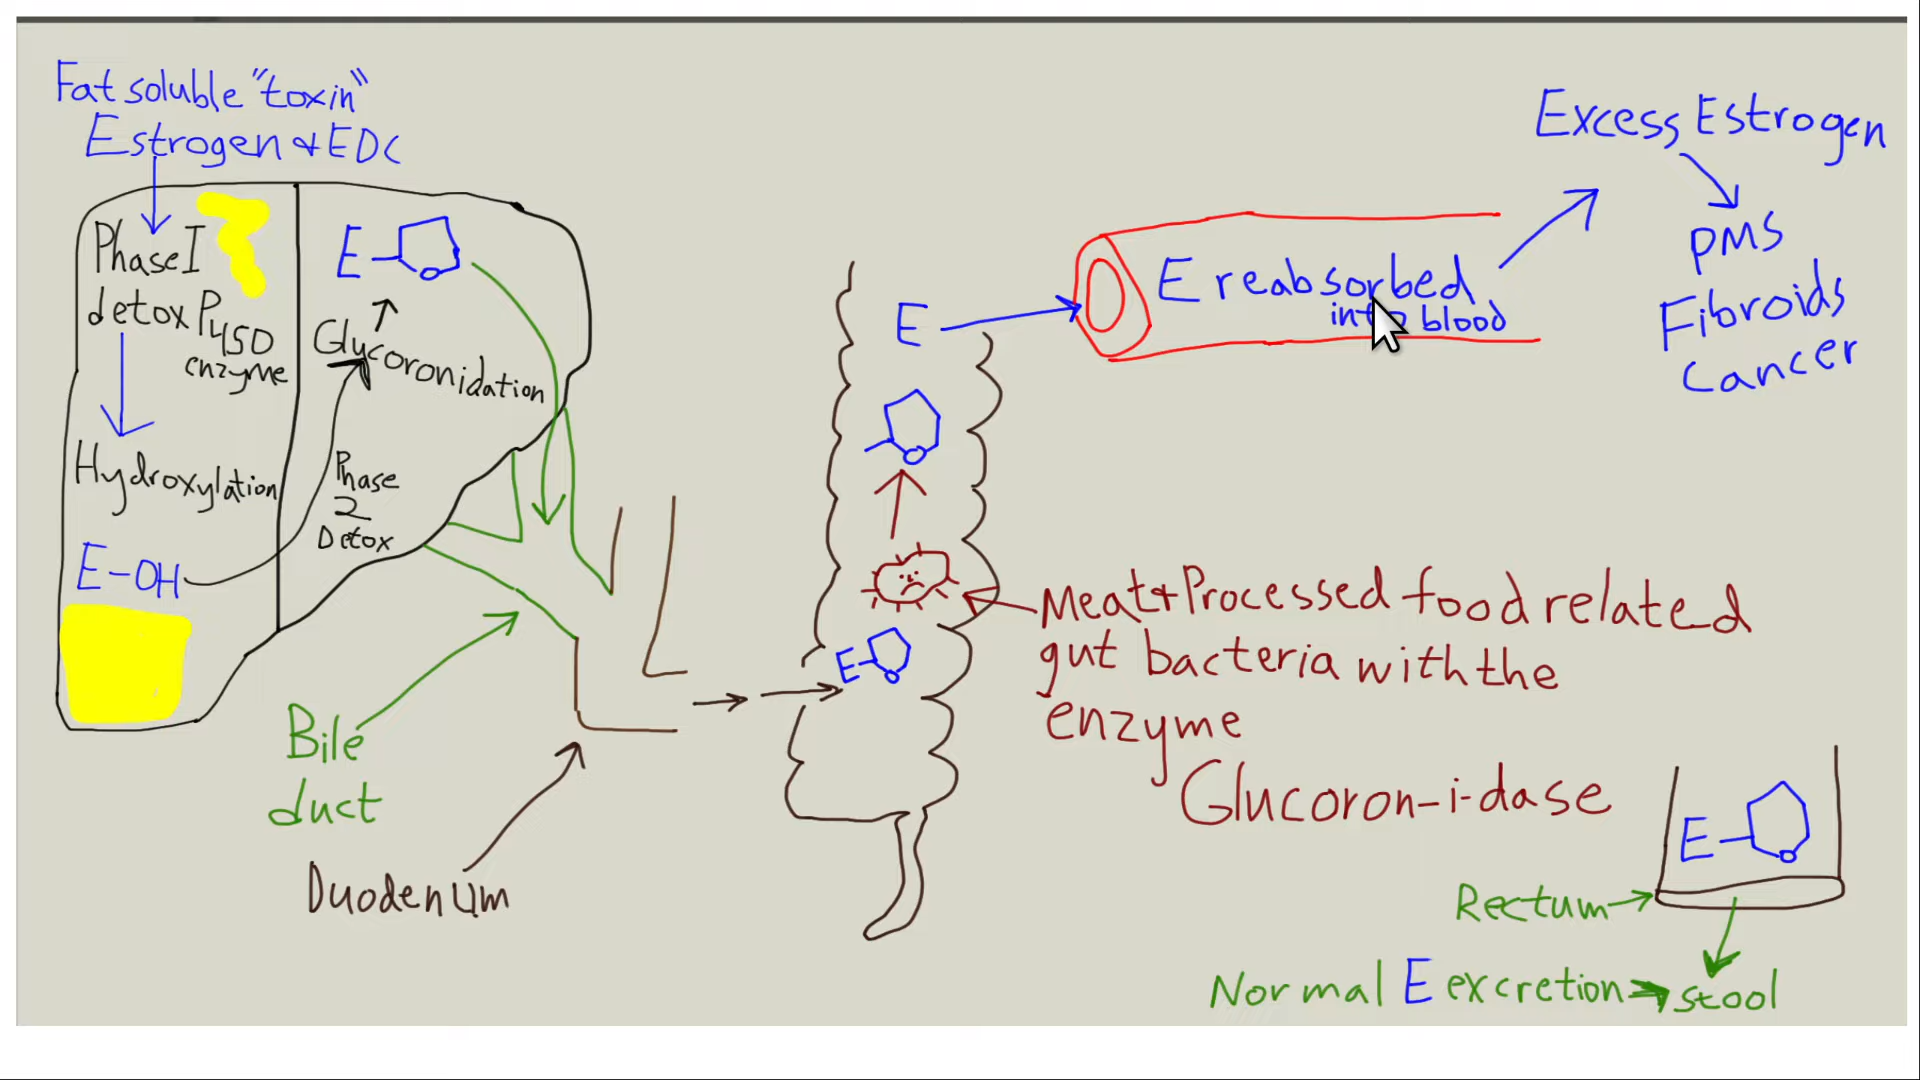 Fat soluble "toxin"
Estrogen & EDC
Phase I
detox P450
enzyme
Hydroxylation
E-OH
E
Glucoronidation
Phase
2
Detox
Bile
duct
Duodenum
E
E
Meat + Processed food related
gut bacteria with the
enzyme
Glucoron-i-dase
E reabsorbed
into blood
Excess Estrogen
PMS
Fibroids
Cancer
E
Rectum
Normal E excretion
stool